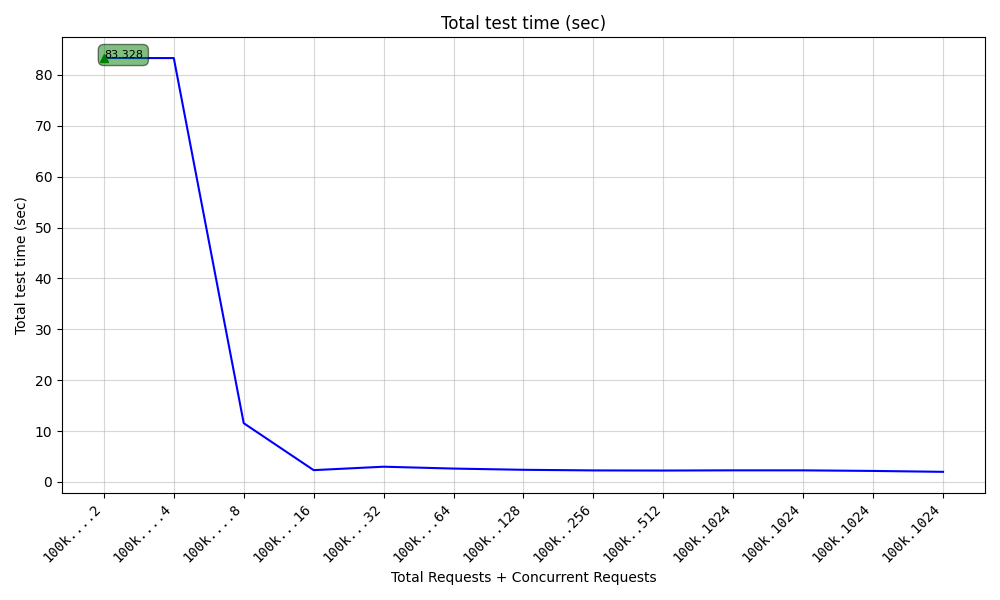 Total test time (sec)
83.328
Total test time (sec)
80
70
60
50
40
30
20
10
0
100k....2
100k....4
100k....8
100k...16
100k...32
100k...64
100k..128
100k..256
100k..512
100k.1024
100k.1024
100k.1024
100k.1024
Total Requests + Concurrent Requests